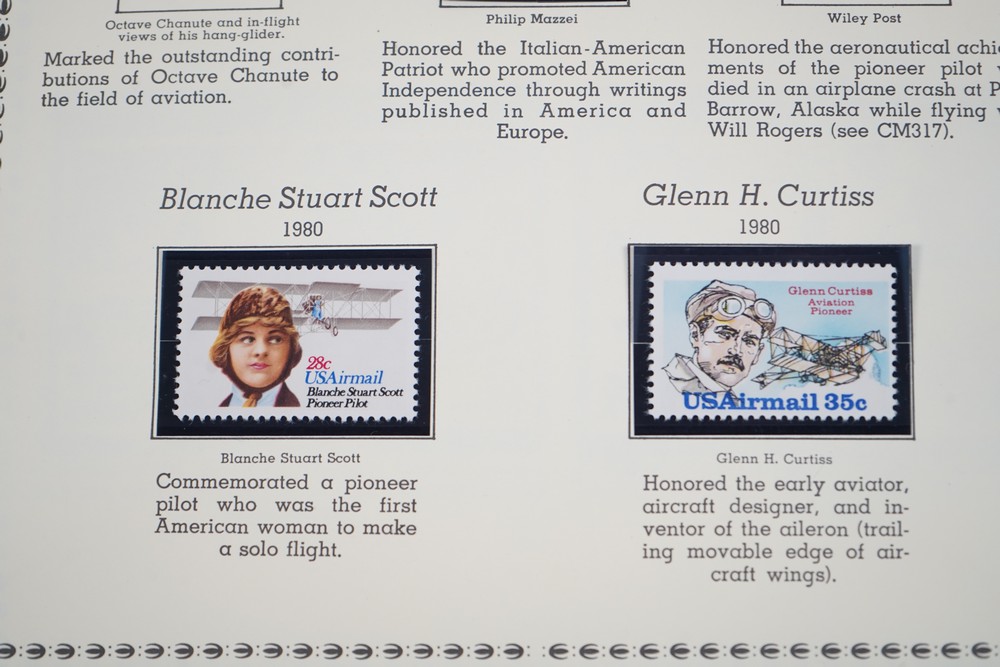 Octave Chanute and in-flight
views of his hang-glider.
Marked the outstanding contri-
butions of Octave Chanute to
the field of aviation.
Philip Mazzei
Honored the Italian-American
Patriot who promoted American
Independence through writings
published in America and
Europe.
Wiley Post
Honored the aeronautical achie
ments of the pioneer pilot
died in an airplane crash at P
Barrow, Alaska while flying
Will Rogers (see CM317).
Blanche Stuart Scott
1980
28c
USAirmail
Blanche Stuart Scott
Pioneer Pilot
Blanche Stuart Scott
Commemorated a pioneer
pilot who was the first
American woman to make
a solo flight.
Glenn H. Curtiss
1980
Glenn Curtiss
Aviation
Pioneer
USAirmail 35c
Glenn H. Curtiss
Honored the early aviator,
aircraft designer, and in-
ventor of the aileron (trail-
ing movable edge of air-
craft wings).